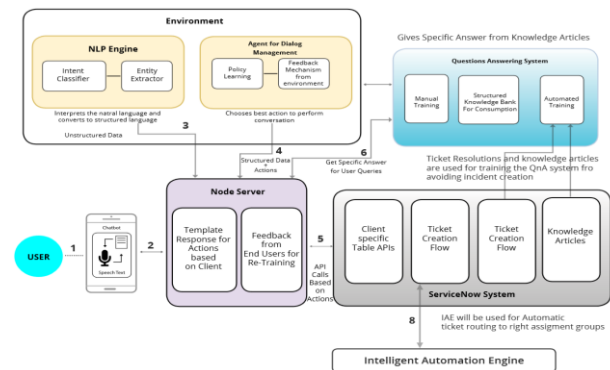 Environment
NLP Engine
Intent
Classifier
Entity
Extractor
Interprets the natral language and
converts to structured language
Unstructured Data
3
Agent for Dialog
Management
Policy
Learning
Feedback
Mechanism
from
environment
Chooses best action to perform
conversation
4
Structured Data
+
Actions
Gives Specific Answer from Knowledge Articles
Questions Answering System
Manual
Training
Structured
Knowledge Bank
For Consumption
Automated
Training
6
Get Specific Answer
for User Queries
Ticket Resolutions and knowledge articles
are used for training the QnA system fro
avoiding incident creation
USER
1
Chatbot
Speech Text
2
Node Server
Template
Response for
Actions
based on
Client
Feedback
from
End Users for
Re-Training
5
API
Calls
Based on
Actions
Client
specific
Table APIs
Ticket
Creation
Flow
Ticket
Creation
Flow
Knowledge
Articles
ServiceNow System
8
IAE will be used for Automatic
ticket routing to right assigment groups
Intelligent Automation Engine